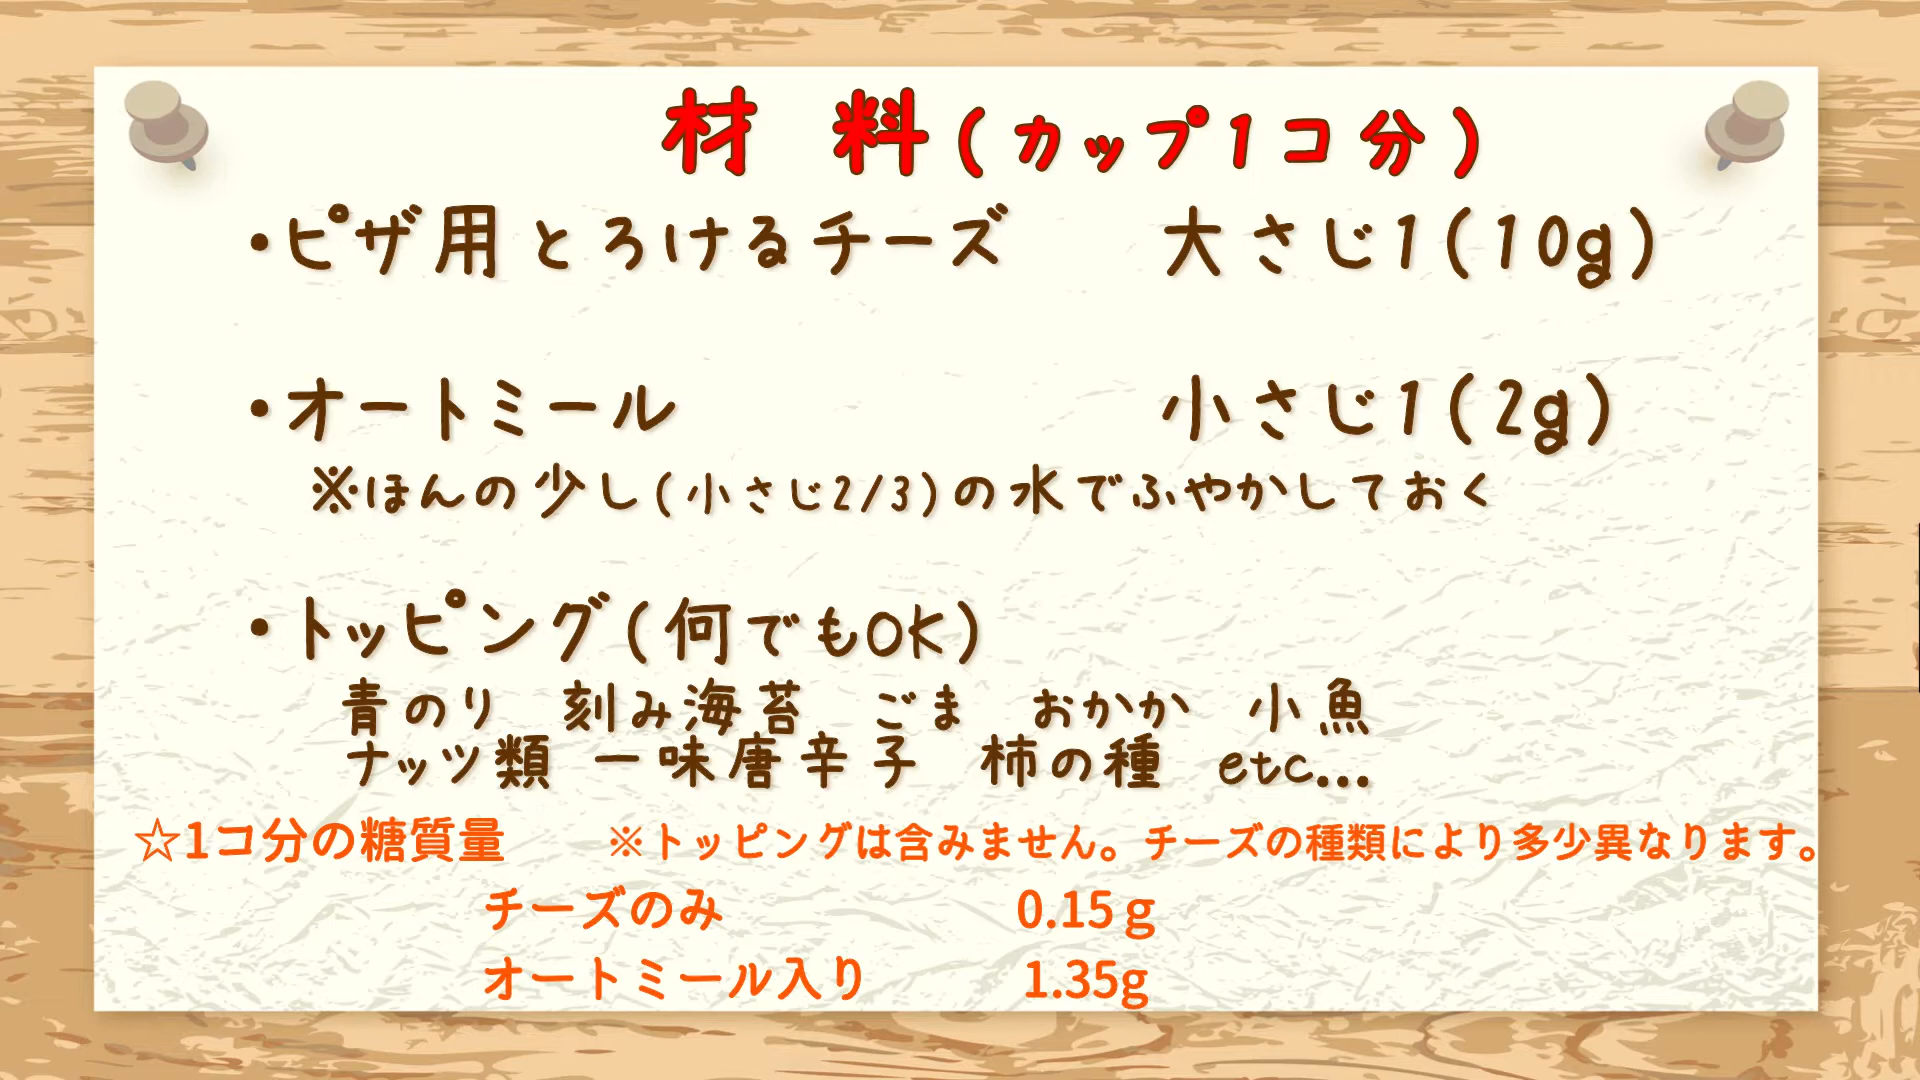 材 料(カップ1コ分)
・ピザ用とろけるチーズ 大さじ1(10g)
・オートミール 小さじ1(2g)
※ほんの少し(小さじ2/3)の水でふやかしておく
・トッピング(何でもOK)
青のり 刻み海苔 ごま おかか 小魚
ナッツ類 一味唐辛子 柿の種 etc...
☆1コ分の糖質量 ※トッピングは含みません。チーズの種類により多少異なります。
チーズのみ 0.15g
オートミール入り 1.35g